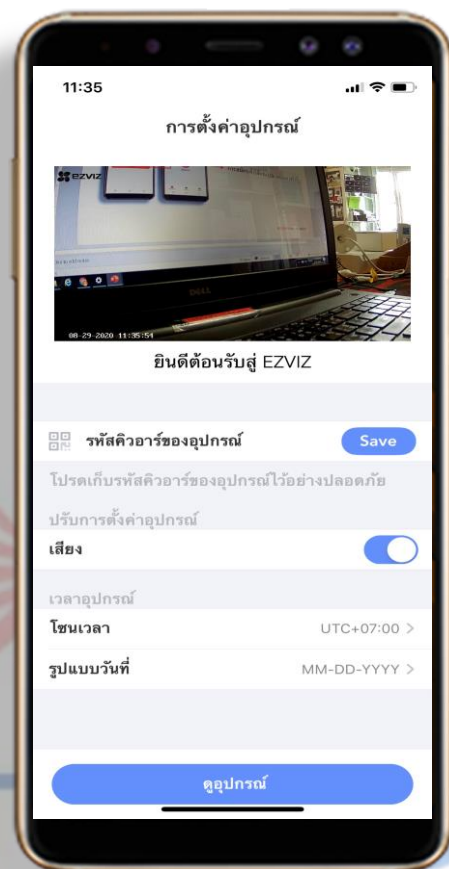 11:35
การตั้งค่าอุปกรณ์
EZVIZ
DELL
08-29-2020 11:35:54
ยินดีต้อนรับสู่ EZVIZ
รหัสคิวอาร์ของอุปกรณ์
Save
โปรดเก็บรหัสคิวอาร์ของอุปกรณ์ไว้อย่างปลอดภัย
ปรับการตั้งค่าอุปกรณ์
เสียง
เวลาอุปกรณ์
โซนเวลา
UTC+07:00 >
รูปแบบวันที่
MM-DD-YYYY >
ดูอุปกรณ์